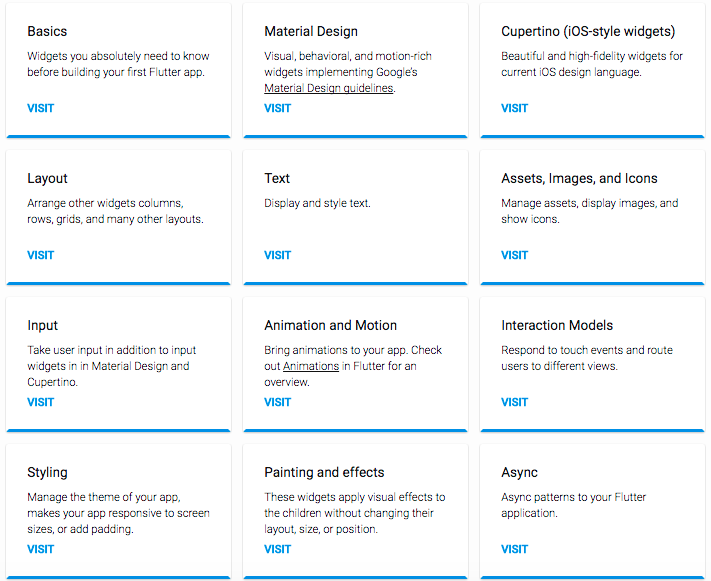 Basics
Widgets you absolutely need to know
before building your first Flutter app.
VISIT
Material Design
Visual, behavioral, and motion-rich
widgets implementing Google's
Material Design guidelines.
VISIT
Cupertino (iOS-style widgets)
Beautiful and high-fidelity widgets for
current iOS design language.
VISIT
Layout
Arrange other widgets columns,
rows, grids, and many other layouts.
VISIT
Text
Display and style text.
VISIT
Assets, Images, and Icons
Manage assets, display images, and
show icons.
VISIT
Input
Take user input in addition to input
widgets in in Material Design and
Cupertino.
VISIT
Animation and Motion
Bring animations to your app. Check
out Animations in Flutter for an
overview.
VISIT
Interaction Models
Respond to touch events and route
users to different views.
VISIT
Styling
Manage the theme of your app,
makes your app responsive to screen
sizes, or add padding.
VISIT
Painting and effects
These widgets apply visual effects to
the children without changing their
layout, size, or position.
VISIT
Async
Async patterns to your Flutter
application.
VISIT